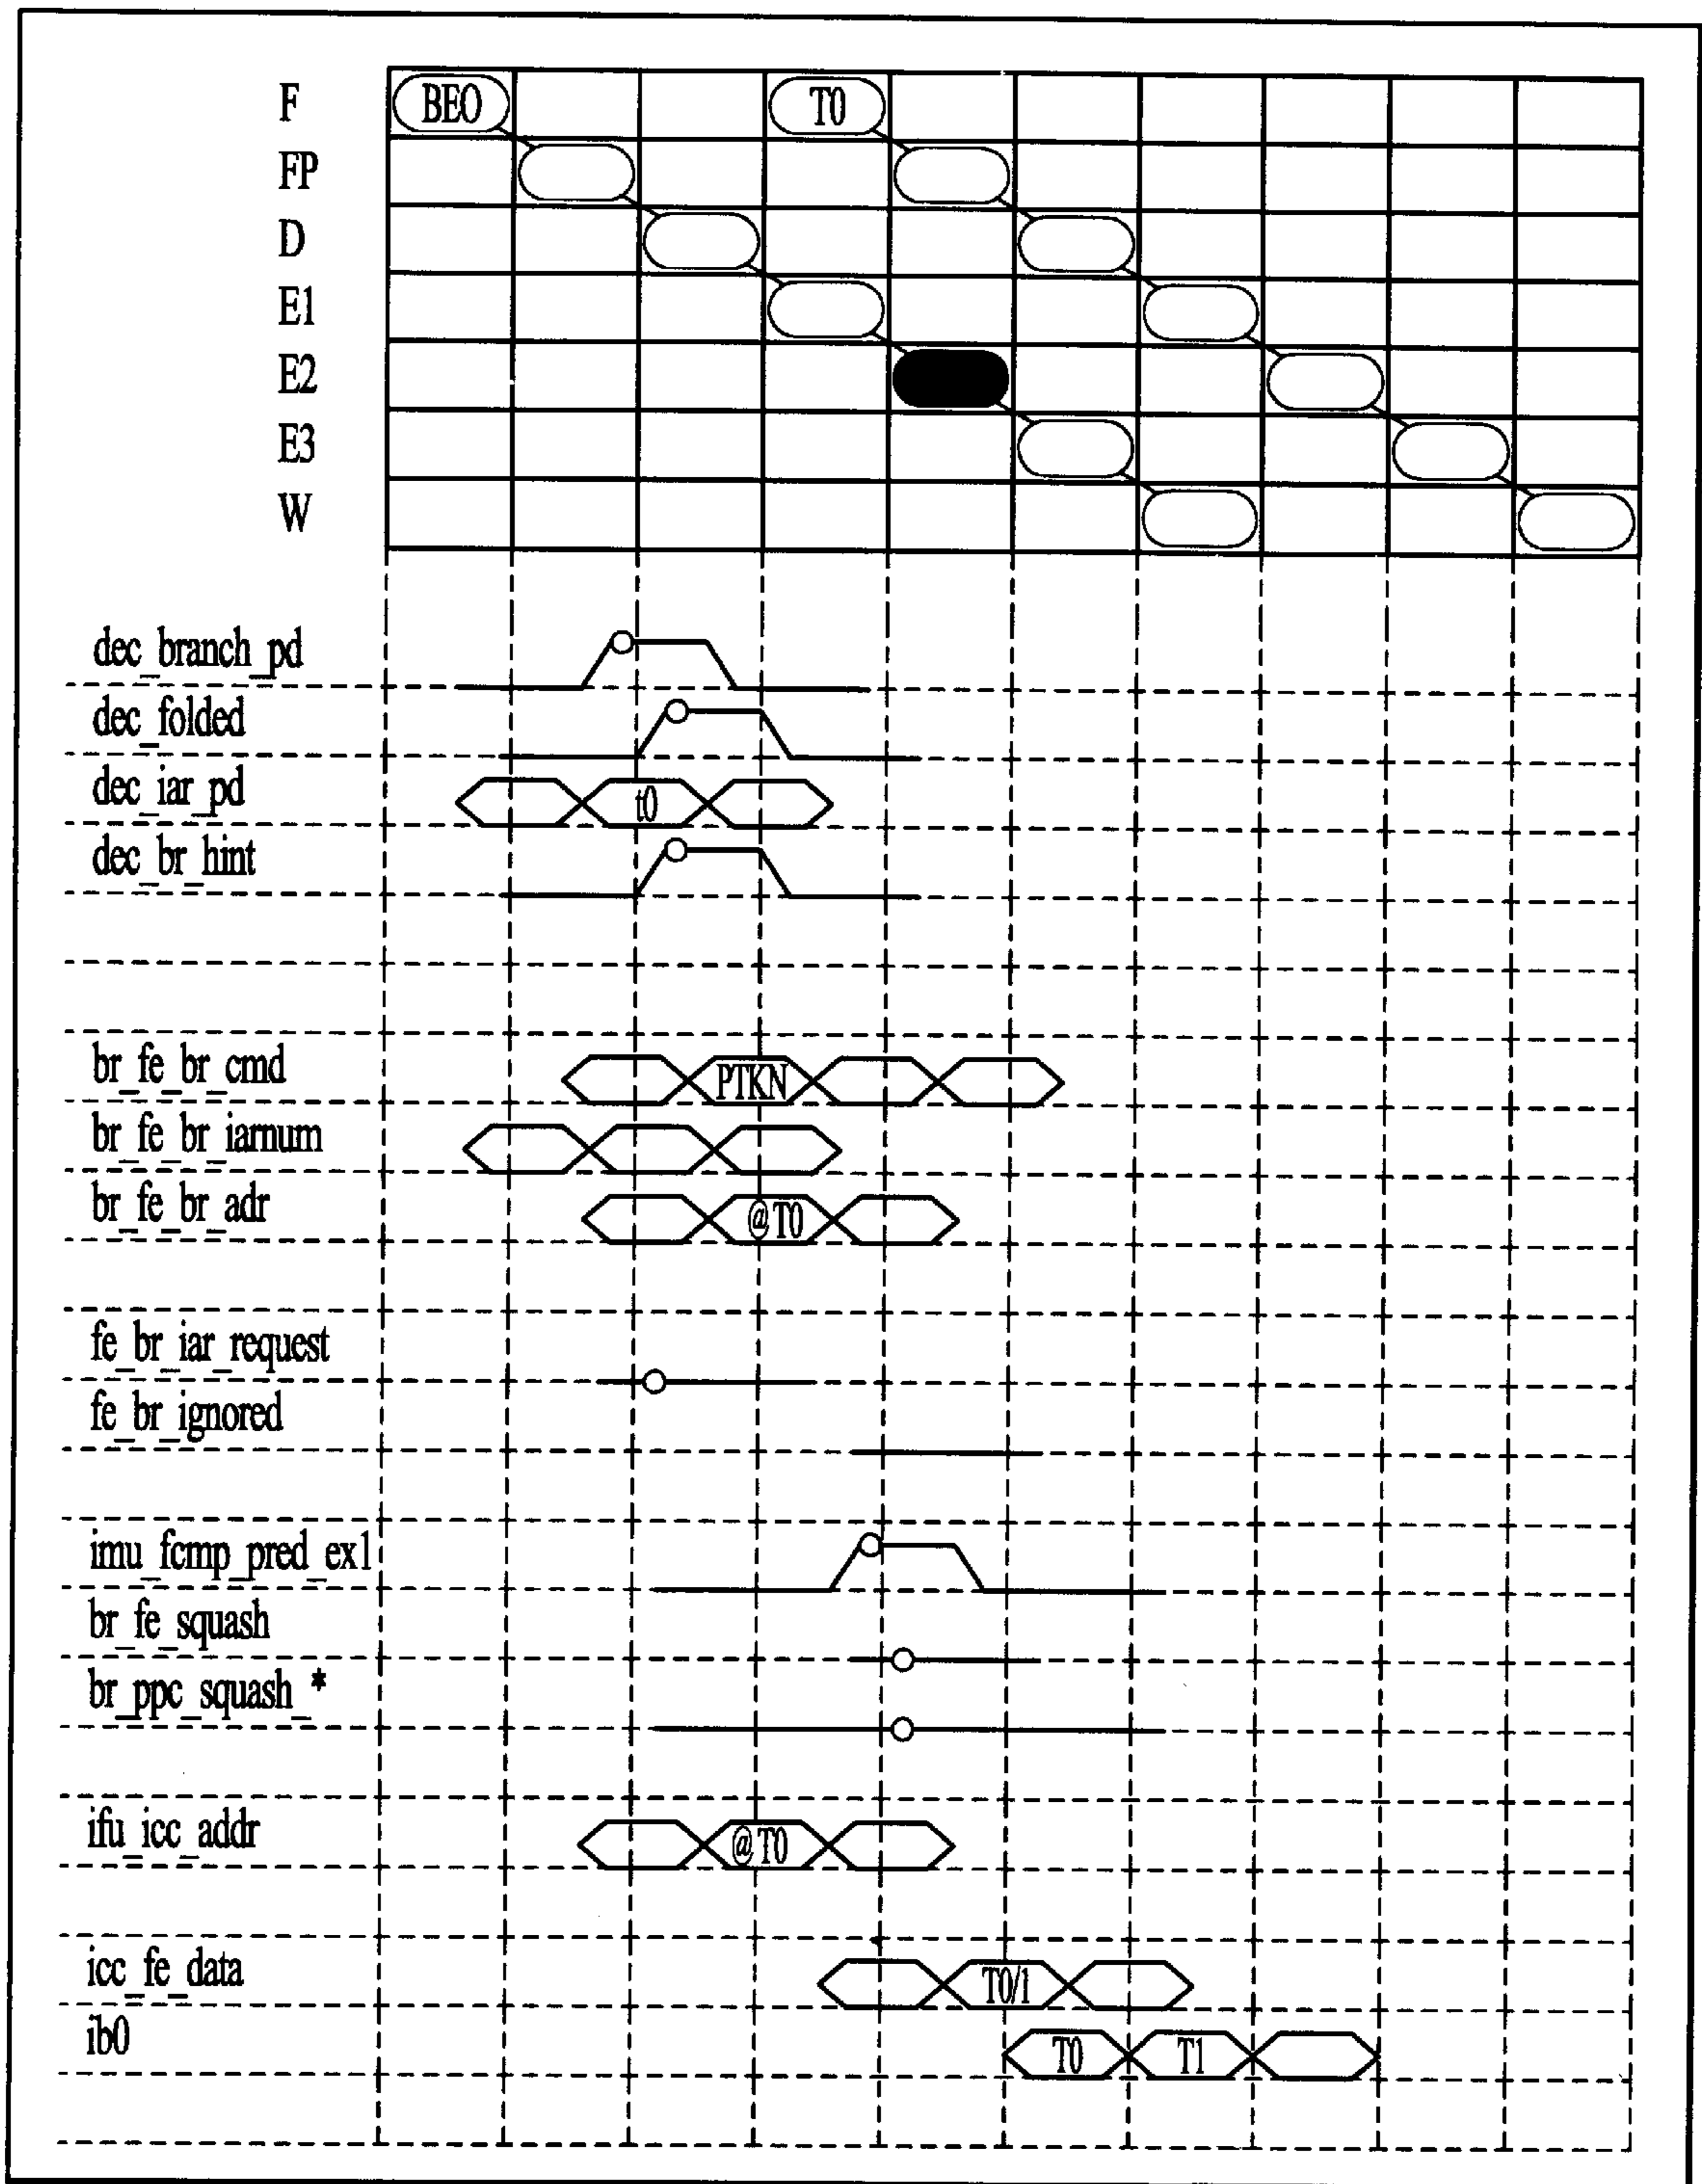 F BEO T0
FP
D
E1
E2
E3
W
dec_branch_pd
dec_folded
dec_iar_pd t0
dec_br_hint
br_fe_br_cmd PTKN
br_fe_br_iarnum
br_fe_br_adr @T0
fe_br_iar_request
fe_br_ignored
imu_fcmp_pred_ex1
br_fe_squash
br_ppc_squash_*
ifu_icc_addr @T0
icc_fe_data T0/1
ib0 T0 T1